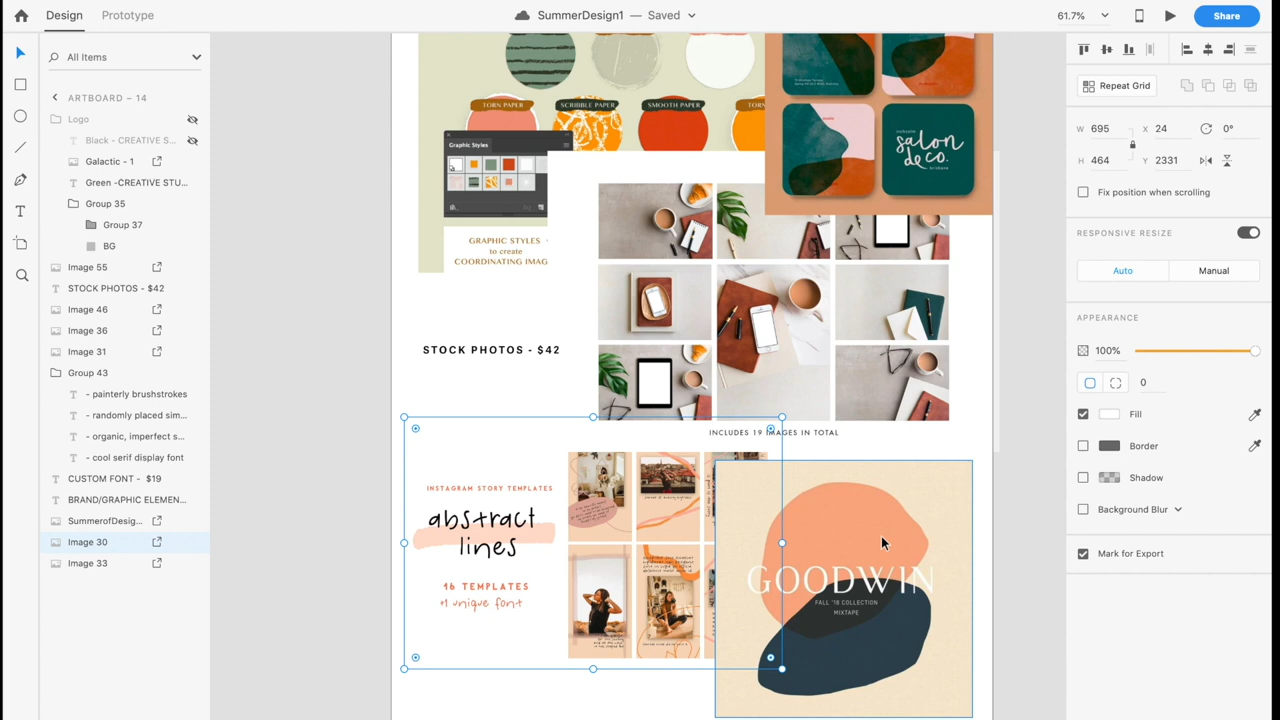 Design
Prototype
SummerDesign1 — Saved
61.7%
Share
All Items
ARTBOARD – 14
Logo
Black - CREATIVE S...
Galactic - 1
Green -CREATIVE STU...
Group 35
Group 37
BG
Image 55
STOCK PHOTOS - $42
Image 46
Image 36
Image 31
Group 43
- painterly brushstrokes
- randomly placed sim...
- organic, imperfect s...
- cool serif display font
CUSTOM FONT - $19
BRAND/GRAPHIC ELEMEN...
SummerofDesig...
Image 30
Image 33
TORN PAPER
SCRIBBLE PAPER
SMOOTH PAPER
TORN
Graphic Styles
GRAPHIC STYLES
to create
COORDINATING IMAG
salon
de co.
brisbane
STOCK PHOTOS - $42
INCLUDES 19 IMAGES IN TOTAL
INSTAGRAM STORY TEMPLATES
abstract
lines
16 TEMPLATES
+1 unique font
GOODWIN
FALL '18 COLLECTION
MIXTAPE
Repeat Grid
W 695 X 24 0°
H 464 Y 2331
Fix position when scrolling
RESPONSIVE RESIZE
Auto
Manual
APPEARANCE
100%
0
Fill
Border
Shadow
Background Blur
for Export